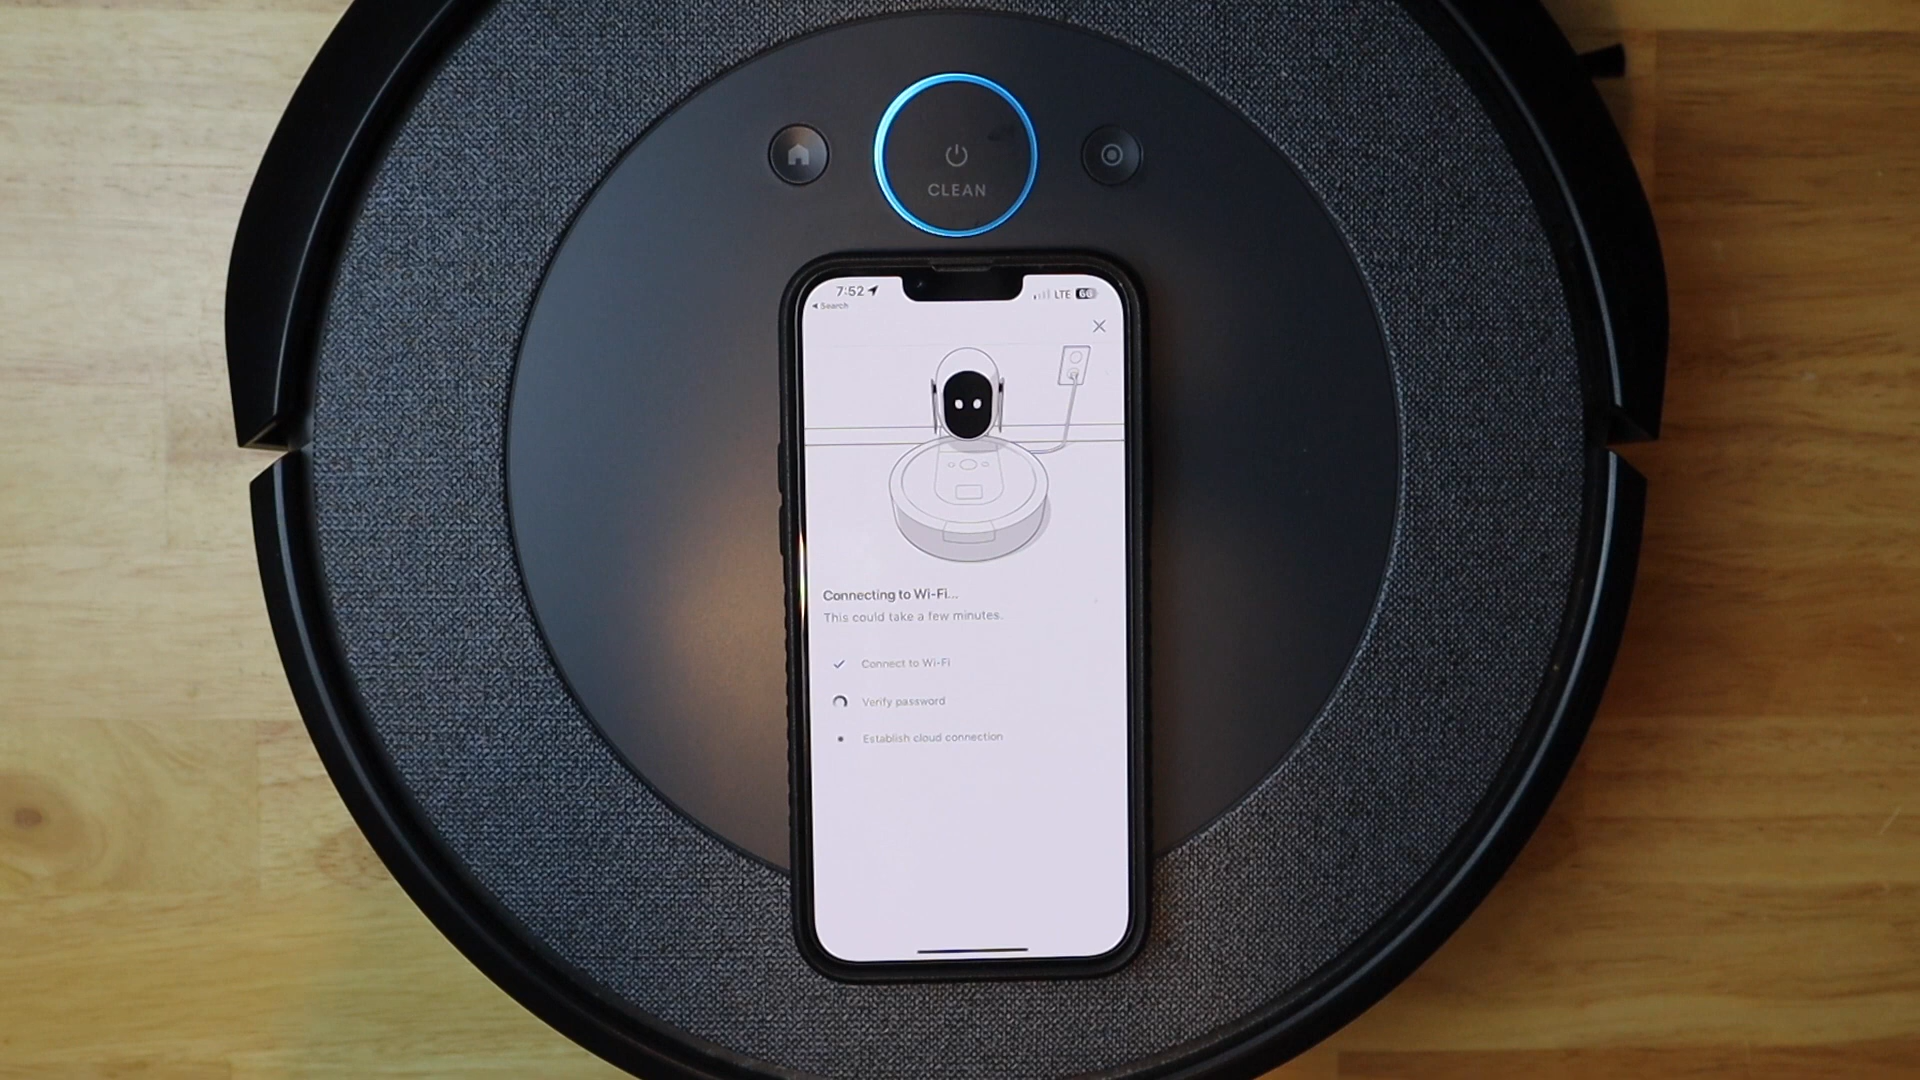 CLEAN
7:52 LTE 66
◀ Search
Connecting to Wi-Fi...
This could take a few minutes.
Connect to Wi-Fi
Verify password
Establish cloud connection